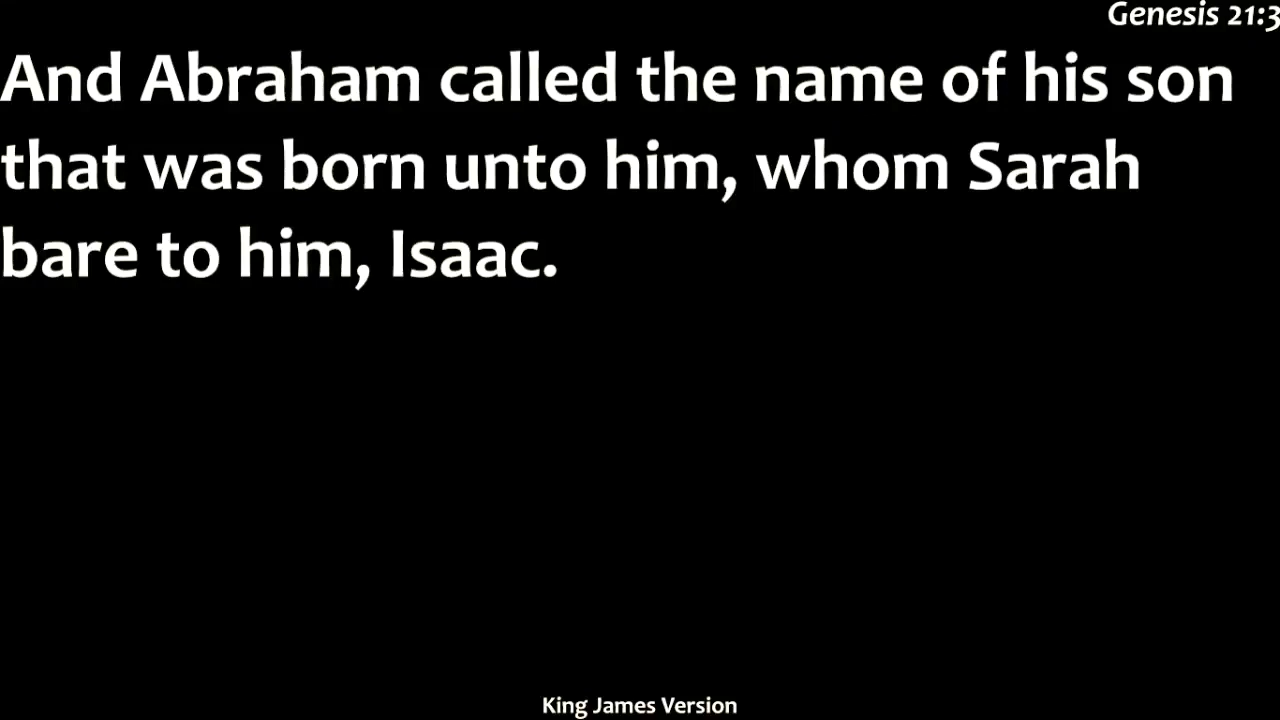 Genesis 21:3
And Abraham called the name of his son
that was born unto him, whom Sarah
bare to him, Isaac.
King James Version